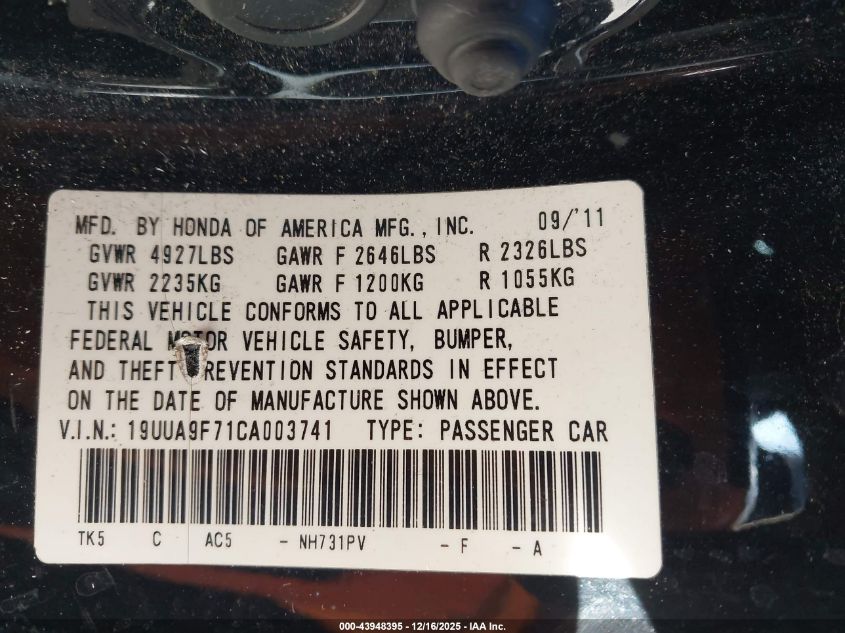 MFD. BY HONDA OF AMERICA MFG., INC. 09/'11
GVWR 4927LBS GAWR F 2646LBS R 2326LBS
GVWR 2235KG GAWR F 1200KG R 1055KG
THIS VEHICLE CONFORMS TO ALL APPLICABLE
FEDERAL MOTOR VEHICLE SAFETY, BUMPER,
AND THEFT PREVENTION STANDARDS IN EFFECT
ON THE DATE OF MANUFACTURE SHOWN ABOVE.
V.I.N.: 19UUA9F71CA003741 TYPE: PASSENGER CAR
TK5 C AC5 - NH731PV - F - A
000-43948395 - 12/16/2025 - IAA Inc.